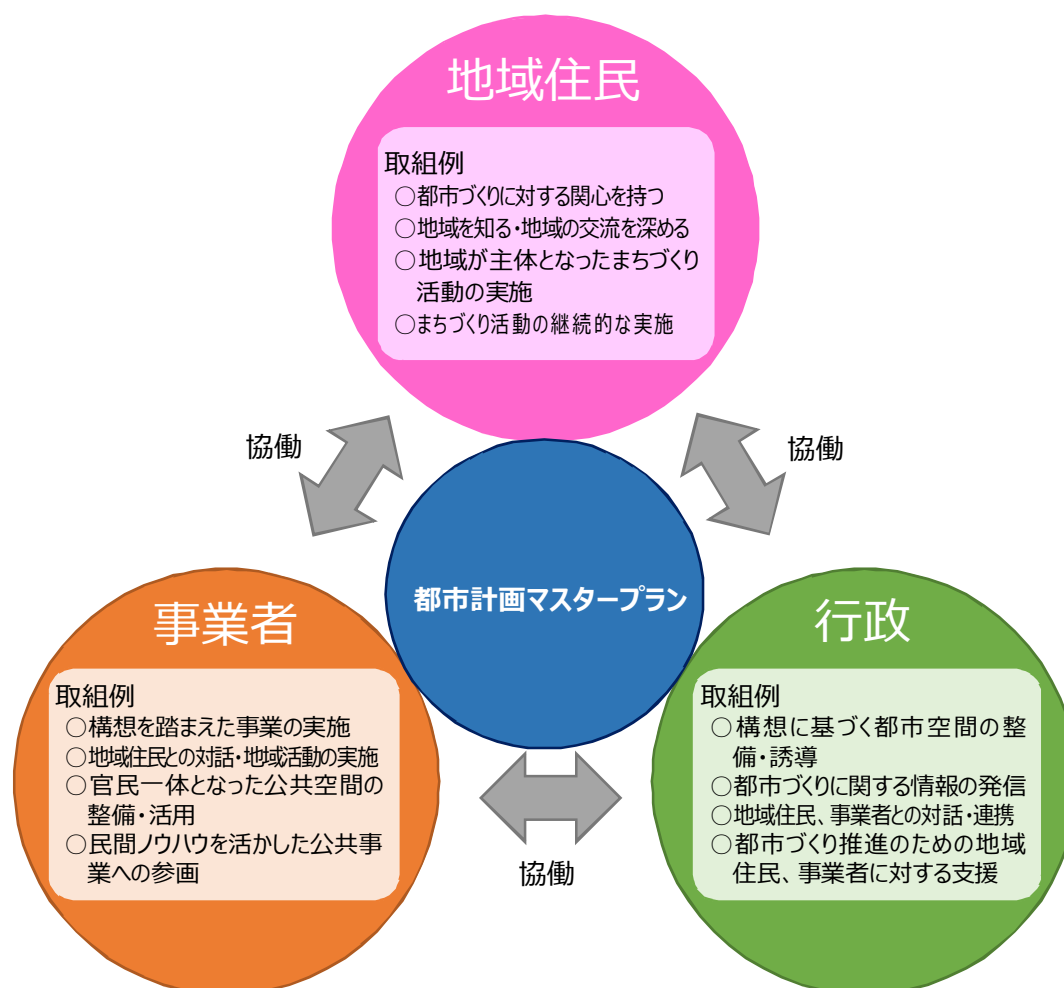 地域住民
取組例
○都市づくりに対する関心を持つ
○地域を知る・地域の交流を深める
○地域が主体となったまちづくり
活動の実施
○まちづくり活動の継続的な実施
協働
協働
都市計画マスタープラン
事業者
取組例
○構想を踏まえた事業の実施
○地域住民との対話・地域活動の実施
○官民一体となった公共空間の
整備・活用
○民間ノウハウを活かした公共事
業への参画
行政
取組例
○構想に基づく都市空間の整
備・誘導
○都市づくりに関する情報の発信
○地域住民、事業者との対話・連携
○都市づくり推進のための地域
住民、事業者に対する支援
協働